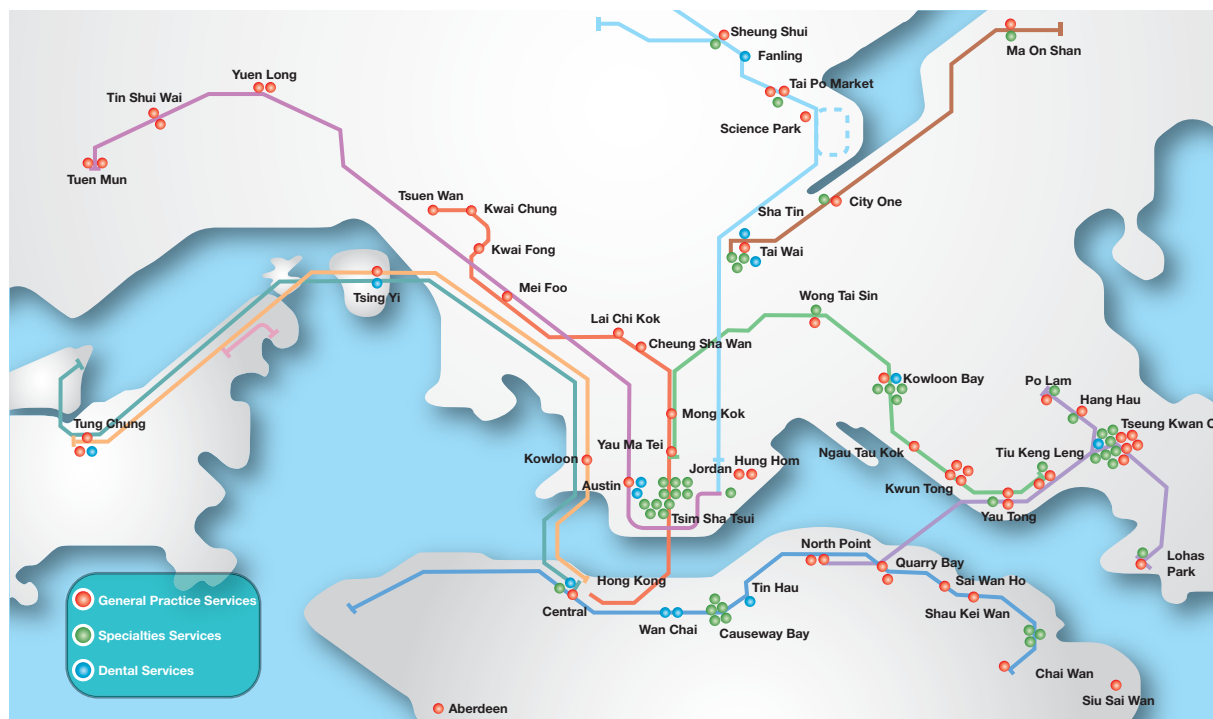 Sheung Shui
Fanling
Ma On Shan
Yuen Long
Tin Shui Wai
Tai Po Market
Science Park
Tuen Mun
Tsuen Wan
Kwai Chung
Sha Tin
City One
Kwai Fong
Tai Wai
Mei Foo
Tsing Yi
Wong Tai Sin
Lai Chi Kok
Cheung Sha Wan
Kowloon Bay
Po Lam
Hang Hau
Mong Kok
Tung Chung
Tseung Kwan O
Yau Ma Tei
Ngau Tau Kok
Tiu Keng Leng
Kowloon
Jordan
Hung Hom
Austin
Kwun Tong
Tsim Sha Tsui
Yau Tong
North Point
Quarry Bay
Lohas
Park
Hong Kong
Tin Hau
Sai Wan Ho
General Practice Services
Central
Shau Kei Wan
Wan Chai
Causeway Bay
Specialties Services
Dental Services
Chai Wan
Siu Sai Wan
Aberdeen